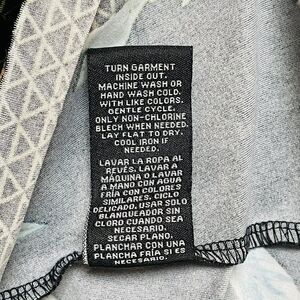 TURN GARMENT
INSIDE OUT.
MACHINE WASH OR
HAND WASH COLD.
WITH LIKE COLORS.
GENTLE CYCLE.
ONLY NON-CHLORINE
BLECH WHEN NEEDED.
LAY FLAT TO DRY.
COOL IRON IF
NEEDED.
LAVAR LA ROPA AL
REVÉS. LAVAR A
MÁQUINA O LAVAR
A MANO CON AGUA
FRÍA CON COLORES
SIMILARES. CICLO
DELICADO. USAR SOLO
BLANQUEADOR SIN
CLORO CUANDO SEA
NECESARIO.
SECAR PLANO.
PLANCHAR CON UNA
PLANCHA FRÍA SI ES
NECESARIO.